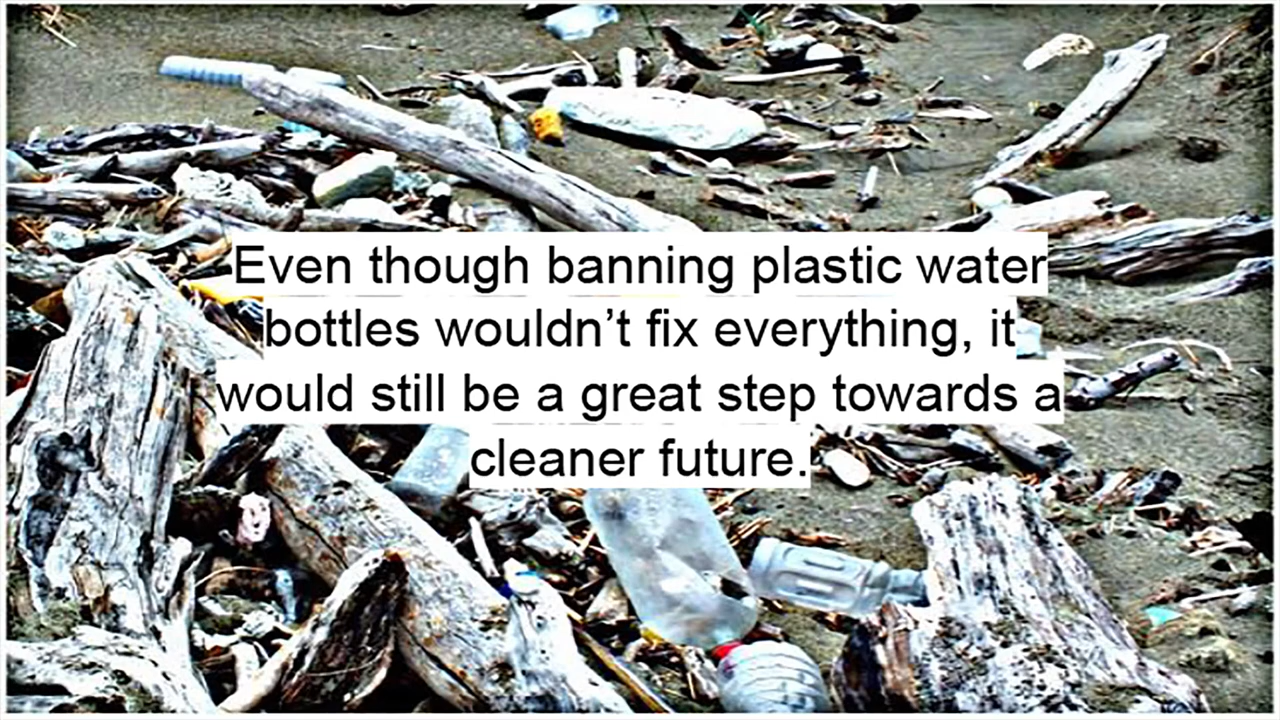 Even though banning plastic water
bottles wouldn’t fix everything, it
would still be a great step towards a
cleaner future.